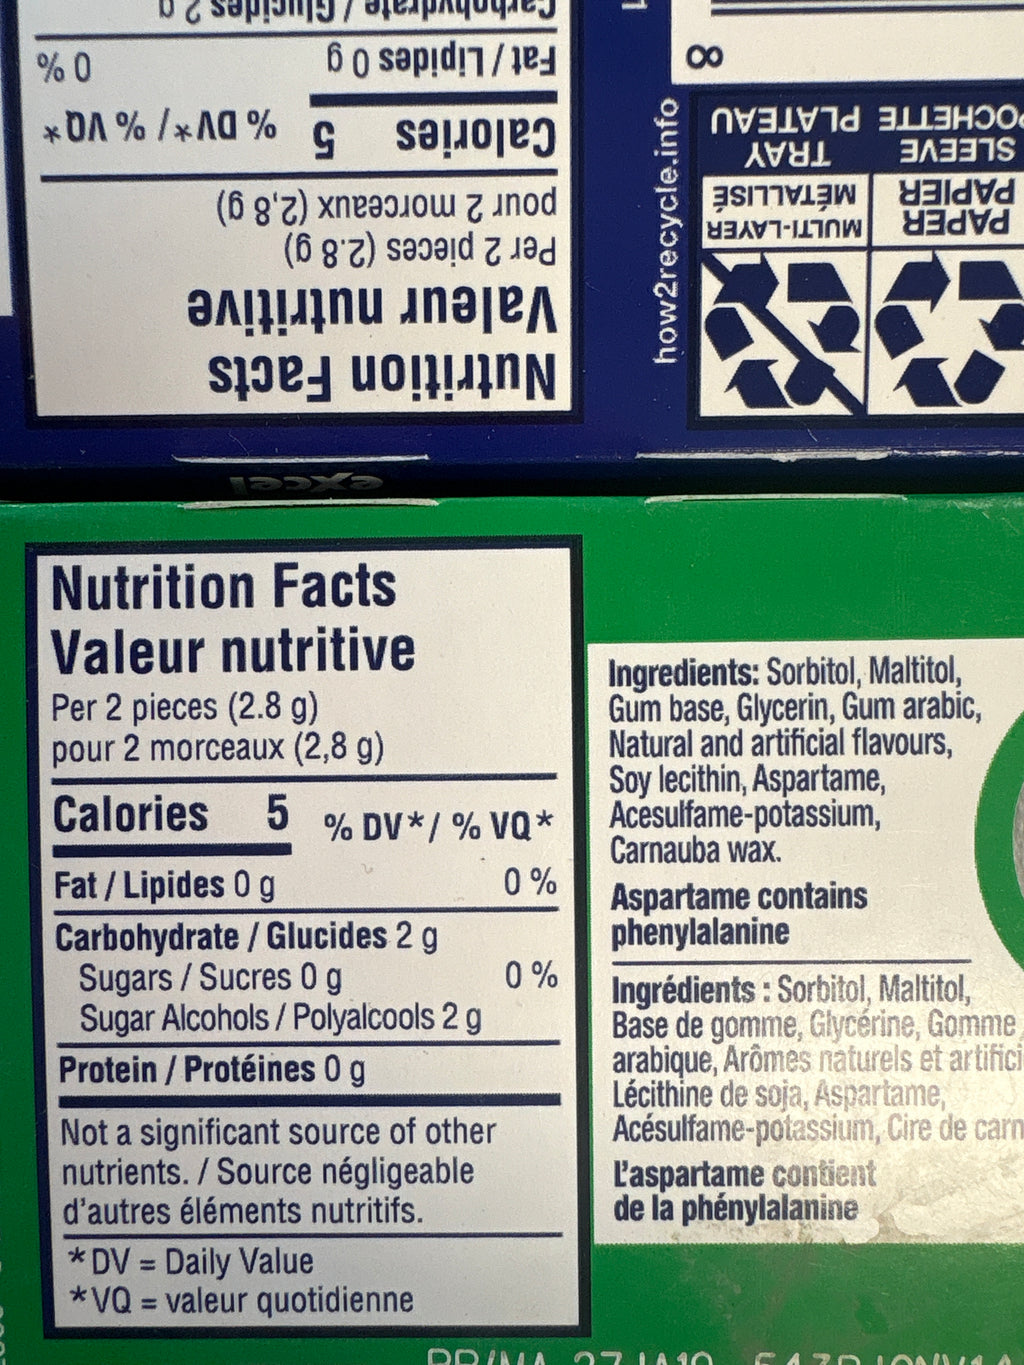 Carbohydrate / Glucides 2 g
Fat / Lipides 0 g 0 %
Calories 5 % DV*/ % VQ*
pour 2 morceaux (2,8 g)
Per 2 pieces (2.8 g)
Valeur nutritive
Nutrition Facts
how2recycle.info
8
TRAY PLATEAU
SLEEVE POCHETTE
MULTI-LAYER
MÉTALLISÉ
PAPER
PAPIER
excel
Nutrition Facts
Valeur nutritive
Per 2 pieces (2.8 g)
pour 2 morceaux (2,8 g)
Calories 5 % DV*/ % VQ*
Fat / Lipides 0 g 0 %
Carbohydrate / Glucides 2 g
Sugars / Sucres 0 g 0 %
Sugar Alcohols / Polyalcools 2 g
Protein / Protéines 0 g
Not a significant source of other
nutrients. / Source négligeable
d'autres éléments nutritifs.
*DV = Daily Value
*VQ = valeur quotidienne
Ingredients: Sorbitol, Maltitol,
Gum base, Glycerin, Gum arabic,
Natural and artificial flavours,
Soy lecithin, Aspartame,
Acesulfame-potassium,
Carnauba wax.
Aspartame contains
phenylalanine
Ingrédients : Sorbitol, Maltitol,
Base de gomme, Glycérine, Gomme
arabique, Arômes naturels et artifici
Lécithine de soja, Aspartame,
Acésulfame-potassium, Cire de carn
L'aspartame contient
de la phénylalanine